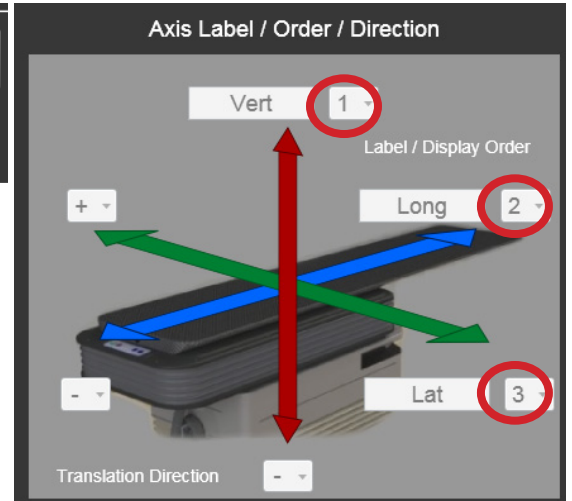 Axis Label / Order / Direction
Vert 1
Label / Display Order
+
Long 2
-
Lat 3
Translation Direction -